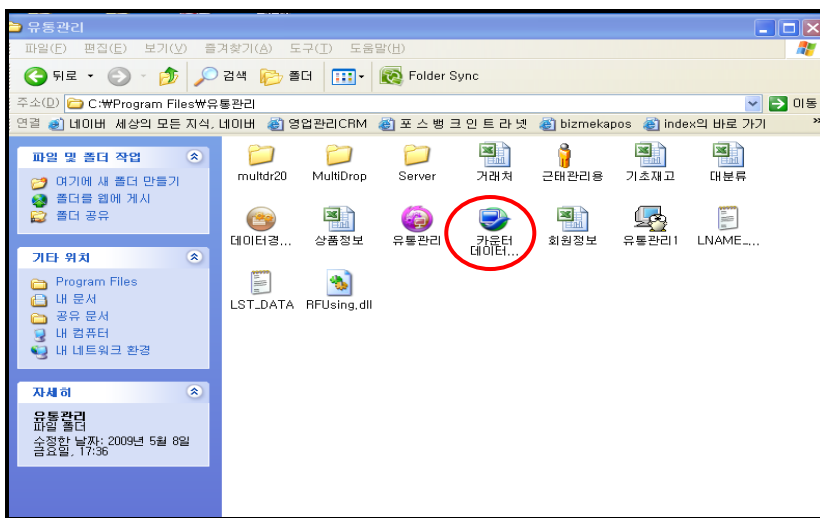 유통관리
파일(F) 편집(E) 보기(V) 즐겨찾기(A) 도구(T) 도움말(H)
뒤로 검색 폴더 Folder Sync
주소(D) C:₩Program Files₩유통관리 이동
연결 네이버 세상의 모든 지식, 네이버 영업관리CRM 포 스 뱅 크 인 트 라 넷 bizmekapos index의 바로 가기 »
파일 및 폴더 작업
여기에 새 폴더 만들기
폴더를 웹에 게시
폴더 공유
기타 위치
Program Files
내 문서
공유 문서
내 컴퓨터
내 네트워크 환경
자세히
유통관리
파일 폴더
수정한 날짜: 2009년 5월 8일
금요일, 17:36
multdr20 MultiDrop Server 거래처 근태관리용 기초재고 대분류
데이터경... 상품정보 유통관리 카운터 회원정보 유통관리1 LNAME_...
데이터...
LST_DATA RFUsing.dll